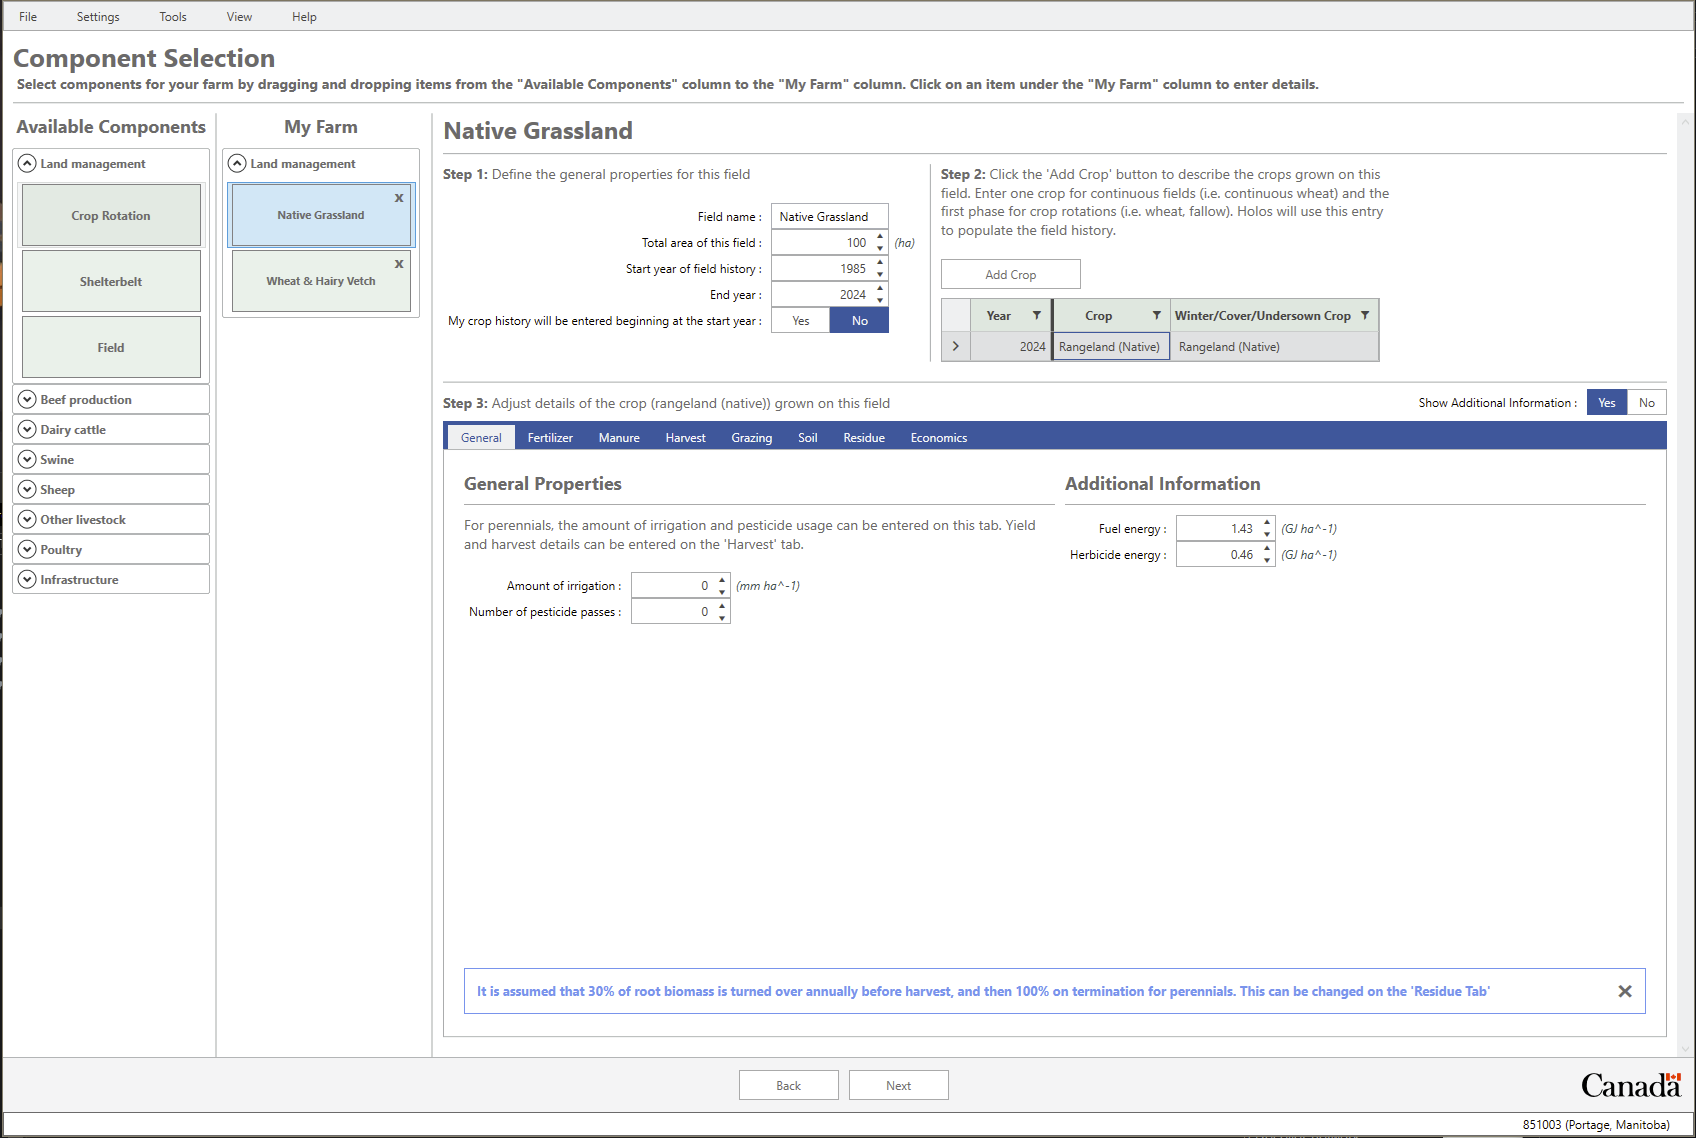 File Settings Tools View Help
Component Selection
Select components for your farm by dragging and dropping items from the "Available Components" column to the "My Farm" column. Click on an item under the "My Farm" column to enter details.
Available Components
Land management
Crop Rotation
Shelterbelt
Field
Beef production
Dairy cattle
Swine
Sheep
Other livestock
Poultry
Infrastructure
My Farm
Land management
Native Grassland x
Wheat & Hairy Vetch x
Native Grassland
Step 1: Define the general properties for this field
Field name : Native Grassland
Total area of this field : 100 (ha)
Start year of field history : 1985
End year : 2024
My crop history will be entered beginning at the start year : Yes No
Step 2: Click the 'Add Crop' button to describe the crops grown on this
field. Enter one crop for continuous fields (i.e. continuous wheat) and the
first phase for crop rotations (i.e. wheat, fallow). Holos will use this entry
to populate the field history.
Add Crop
Year Crop Winter/Cover/Undersown Crop
2024 Rangeland (Native) Rangeland (Native)
Step 3: Adjust details of the crop (rangeland (native)) grown on this field
Show Additional Information : Yes No
General Fertilizer Manure Harvest Grazing Soil Residue Economics
General Properties
For perennials, the amount of irrigation and pesticide usage can be entered on this tab. Yield
and harvest details can be entered on the 'Harvest' tab.
Amount of irrigation : 0 (mm ha^-1)
Number of pesticide passes : 0
Additional Information
Fuel energy : 1.43 (GJ ha^-1)
Herbicide energy : 0.46 (GJ ha^-1)
It is assumed that 30% of root biomass is turned over annually before harvest, and then 100% on termination for perennials. This can be changed on the 'Residue Tab'
Back Next
Canada
851003 (Portage, Manitoba)